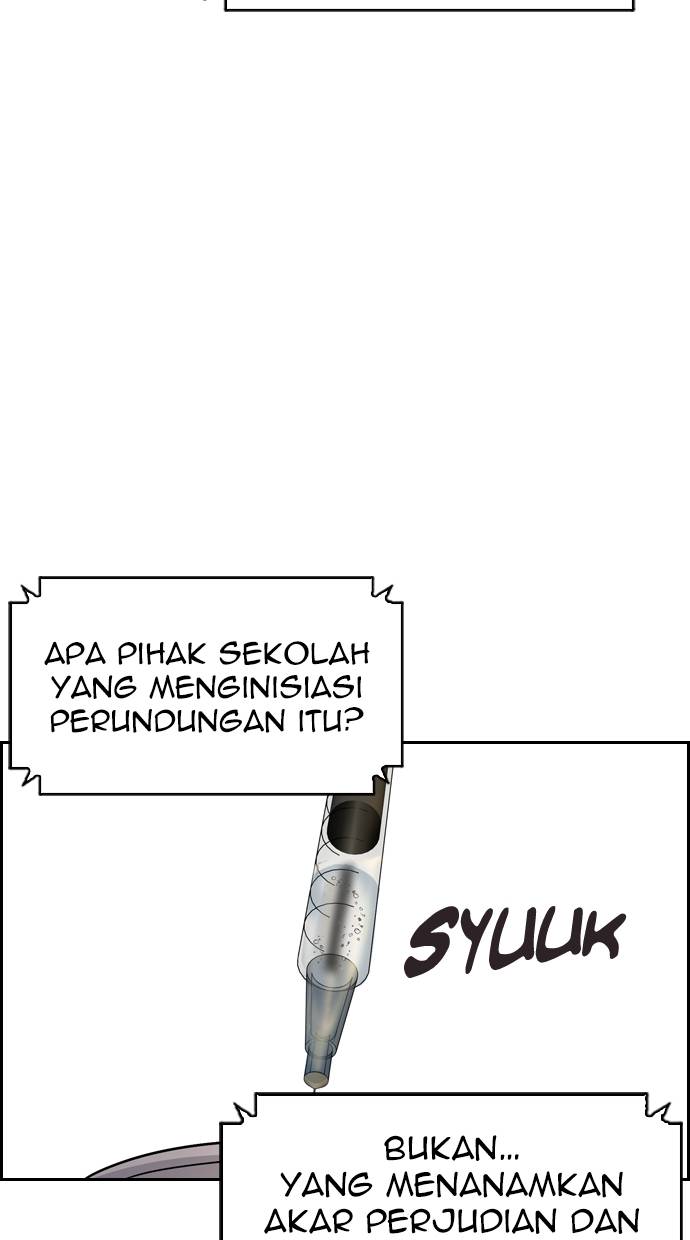 APA PIHAK SEKOLAH
YANG MENGINISIASI
PERUNDUNGAN ITU?
SYUUK
BUKAN...
YANG MENANAMKAN
AKAR PERJUDIAN DAN